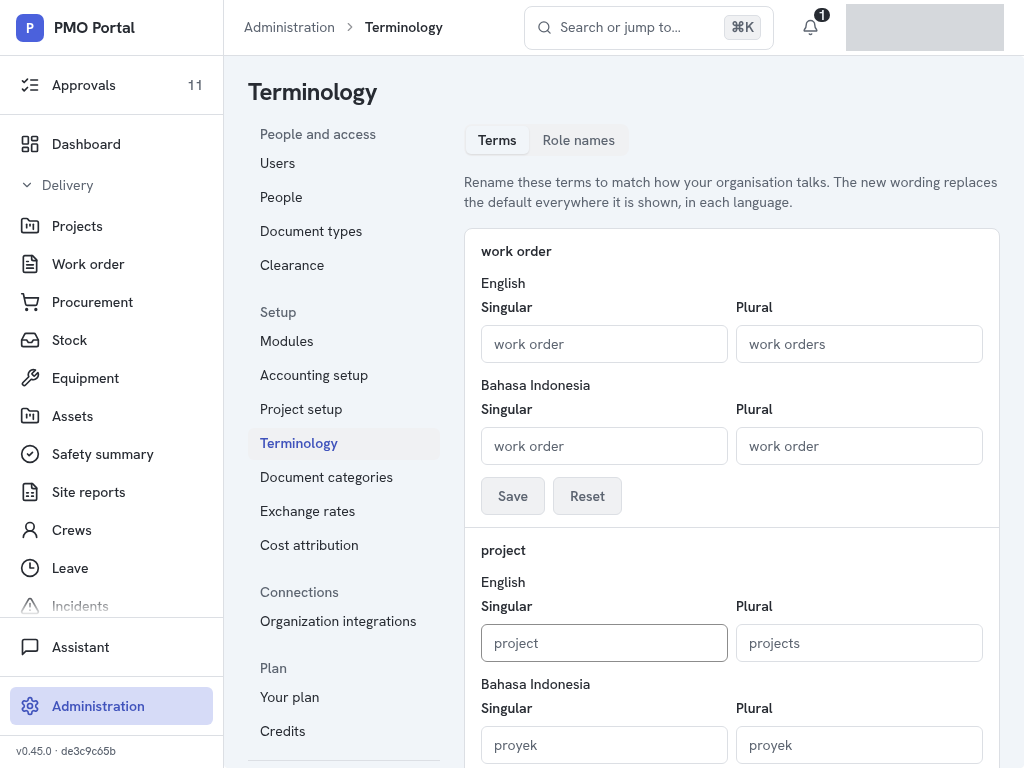 P PMO Portal
Administration > Terminology
Search or jump to... ⌘K
1
Approvals 11
Dashboard
Delivery
Projects
Work order
Procurement
Stock
Equipment
Assets
Safety summary
Site reports
Crews
Leave
Incidents
Assistant
Administration
v0.45.0 · de3c9c65b
Terminology
People and access
Users
People
Document types
Clearance
Setup
Modules
Accounting setup
Project setup
Terminology
Document categories
Exchange rates
Cost attribution
Connections
Organization integrations
Plan
Your plan
Credits
Terms Role names
Rename these terms to match how your organisation talks. The new wording replaces
the default everywhere it is shown, in each language.
work order
English
Singular Plural
work order work orders
Bahasa Indonesia
Singular Plural
work order work order
Save Reset
project
English
Singular Plural
project projects
Bahasa Indonesia
Singular Plural
proyek proyek